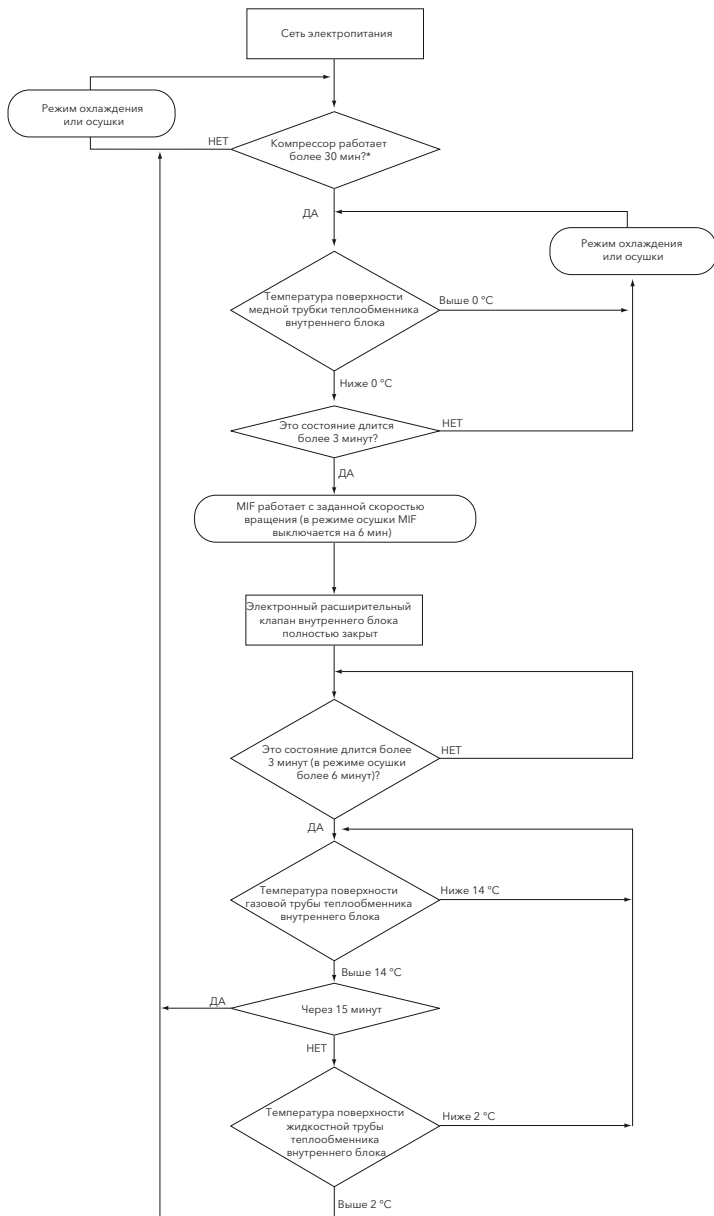 Сеть электропитания
Режим охлаждения
или осушки
НЕТ
Компрессор работает
более 30 мин?*
ДА
Режим охлаждения
или осушки
Температура поверхности
медной трубки теплообменника
внутреннего блока
Выше 0 °C
Ниже 0 °C
Это состояние длится
более 3 минут?
НЕТ
ДА
MIF работает с заданной скоростью
вращения (в режиме осушки MIF
выключается на 6 мин)
Электронный расширительный
клапан внутреннего блока
полностью закрыт
Это состояние длится более
3 минут (в режиме осушки
более 6 минут)?
НЕТ
ДА
Температура поверхности
газовой трубы теплообменника
внутреннего блока
Ниже 14 °C
Выше 14 °C
ДА
Через 15 минут
НЕТ
Температура поверхности
жидкостной трубы
теплообменника
внутреннего блока
Ниже 2 °C
Выше 2 °C